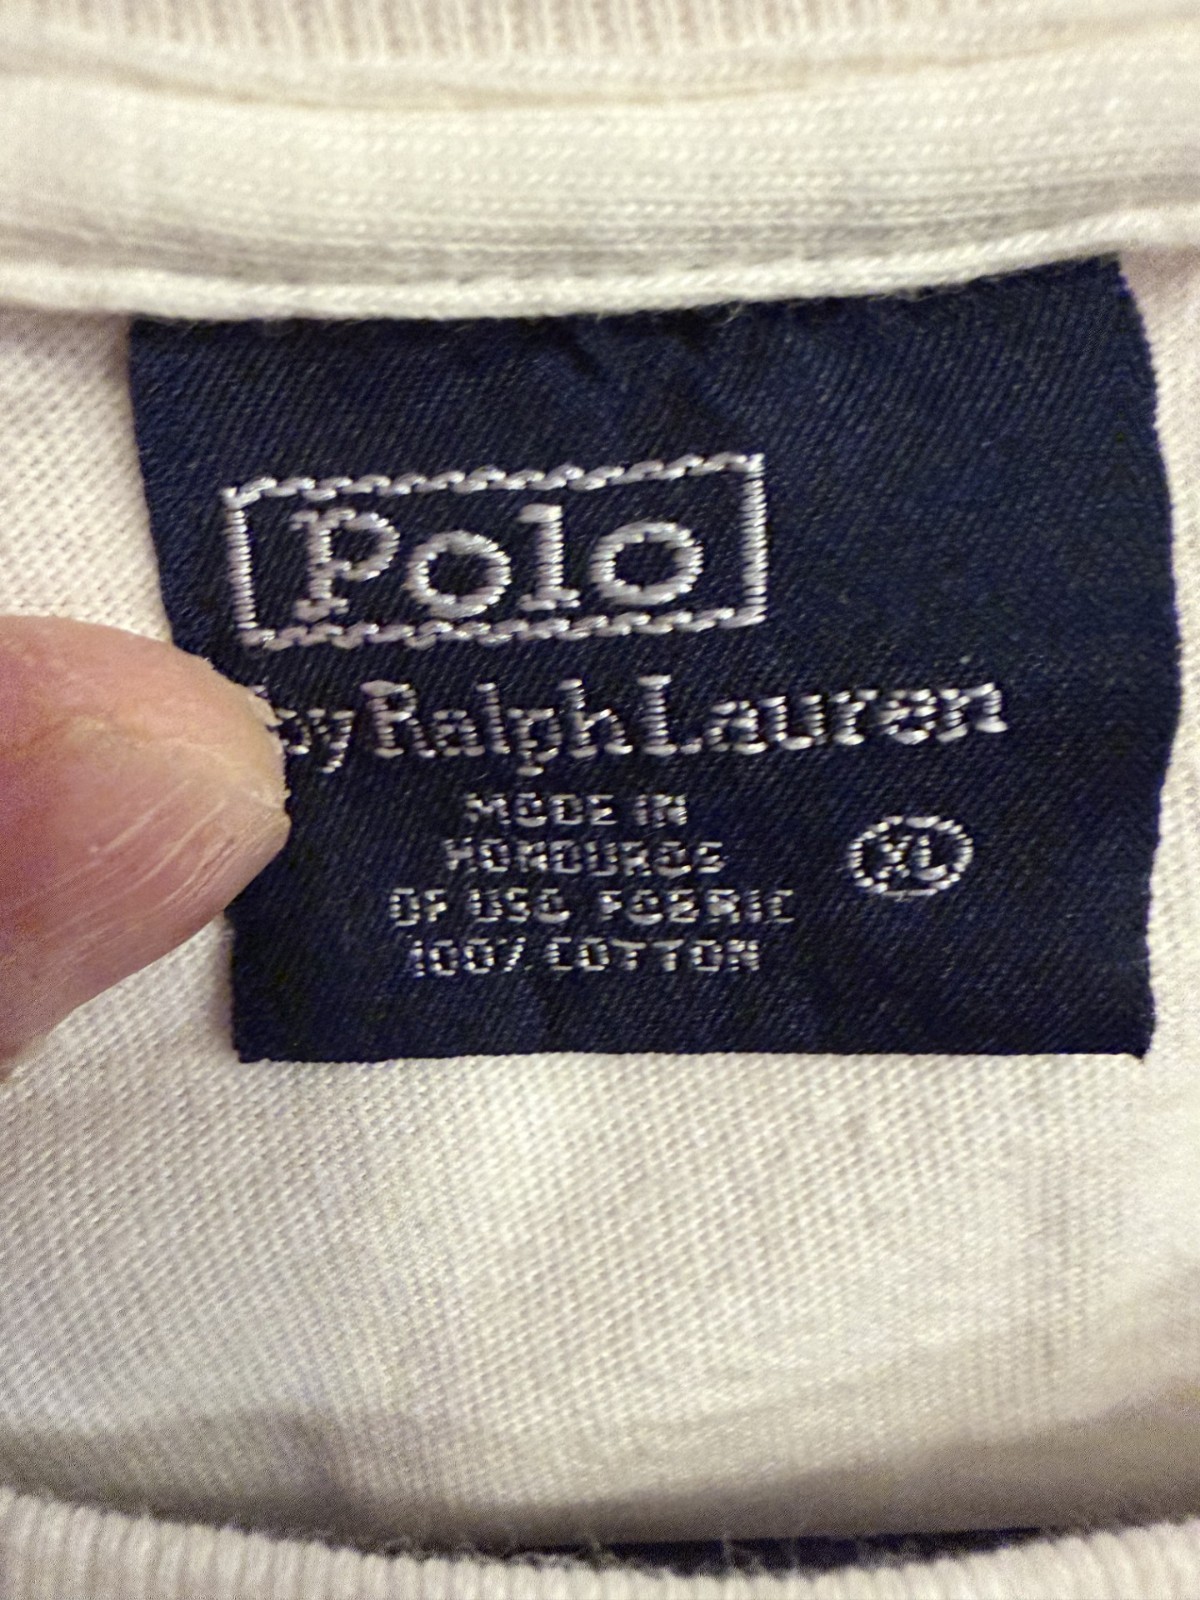 Polo
by Ralph Lauren
MADE IN
HONDURAS
OF USA FABRIC
100% COTTON
XL